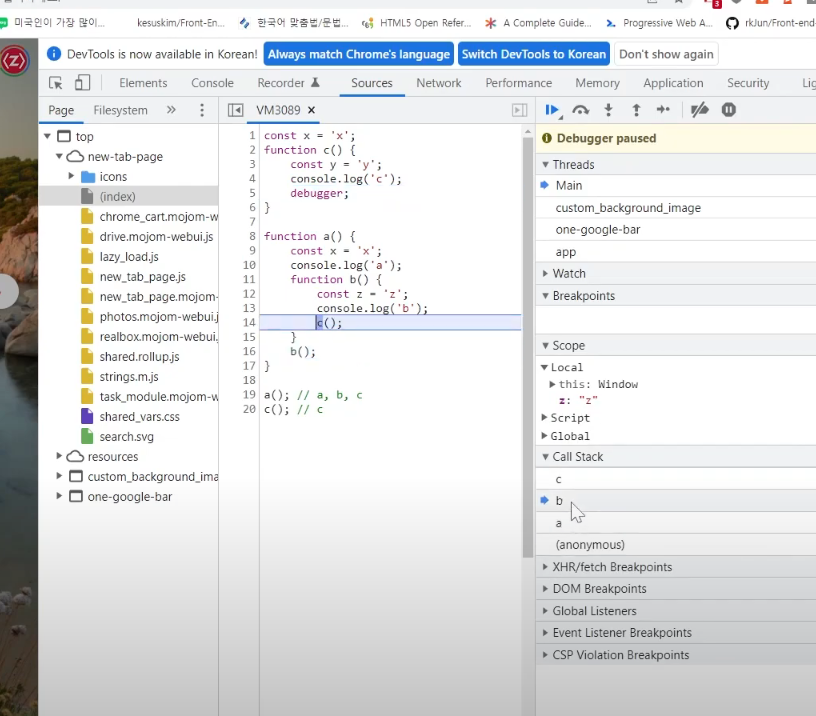 미국인이 가장 많이...
kesuskim/Front-En...
한국어 맞춤법/문법...
HTML5 Open Refer...
A Complete Guide...
Progressive Web A...
rkJun/Front-end
DevTools is now available in Korean!
Always match Chrome's language
Switch DevTools to Korean
Don't show again
Elements
Console
Recorder
Sources
Network
Performance
Memory
Application
Security
Lig
Page
Filesystem
VM3089
top
new-tab-page
icons
(index)
chrome_cart.mojom-w
drive.mojom-webui.js
lazy_load.js
new_tab_page.js
new_tab_page.mojom-
photos.mojom-webui.j
realbox.mojom-webui.
shared.rollup.js
strings.m.js
task_module.mojom-w
shared_vars.css
search.svg
resources
custom_background_ima
one-google-bar
1 const x = 'x';
2 function c() {
3 const y = 'y';
4 console.log('c');
5 debugger;
6 }
7
8 function a() {
9 const x = 'x';
10 console.log('a');
11 function b() {
12 const z = 'z';
13 console.log('b');
14 c();
15 }
16 b();
17 }
18
19 a(); // a, b, c
20 c(); // c
Debugger paused
Threads
Main
custom_background_image
one-google-bar
app
Watch
Breakpoints
Scope
Local
this: Window
z: "z"
Script
Global
Call Stack
c
b
a
(anonymous)
XHR/fetch Breakpoints
DOM Breakpoints
Global Listeners
Event Listener Breakpoints
CSP Violation Breakpoints